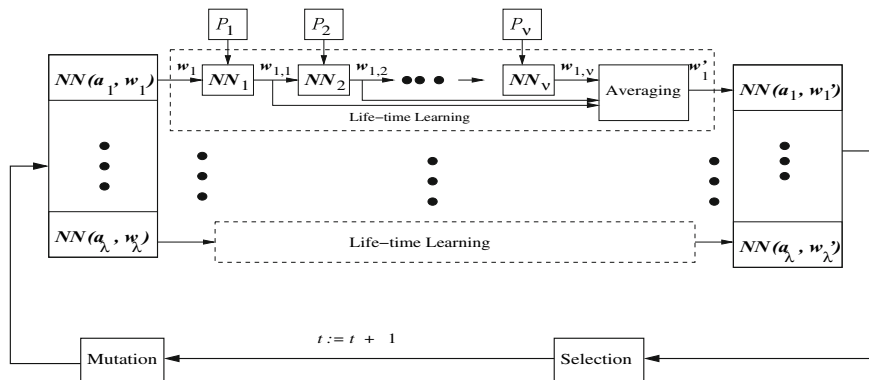 P1 P2 Pν
NN(a1, w1) w1 NN1 w1,1 NN2 w1,2 NNν w1,ν Averaging w'1 NN(a1, w1')
Life-time Learning
NN(aλ, wλ) Life-time Learning NN(aλ, wλ')
t := t + 1
Mutation Selection